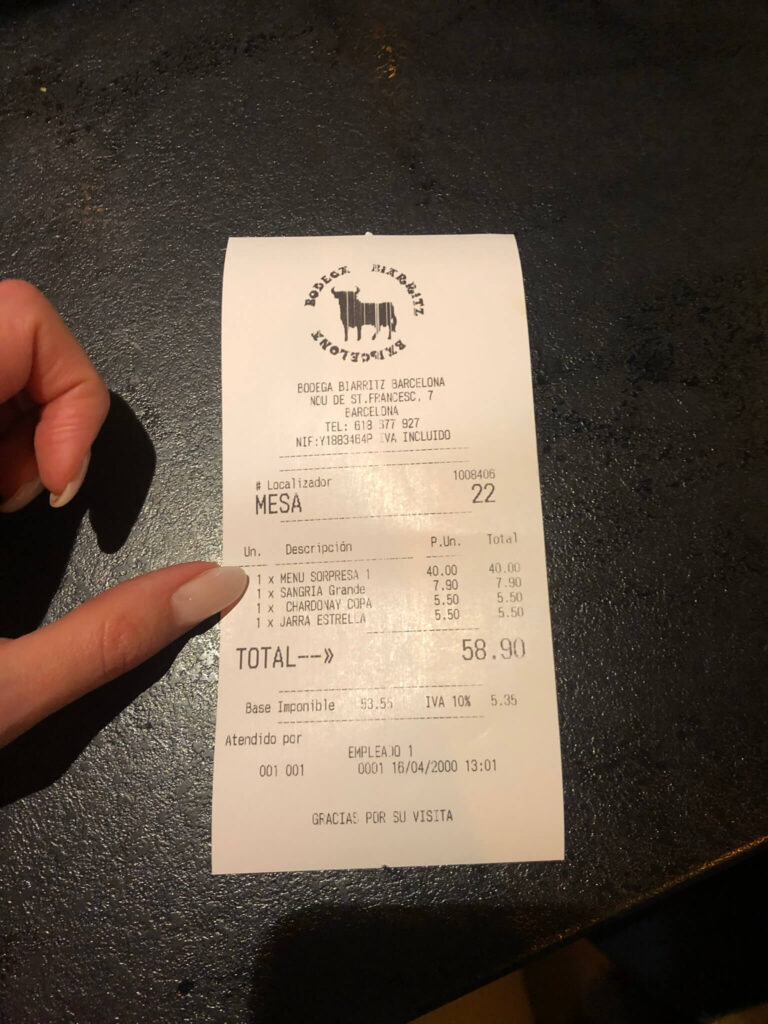 BODEGA BIARRITZ
BARCELONA
BODEGA BIARRITZ BARCELONA
NOU DE ST.FRANCESC, 7
BARCELONA
TEL: 618 377 927
NIF:Y1883464P IVA INCLUIDO
# Localizador 1008406
MESA 22
Un. Descripción P.Un. Total
1 x MENU SORPRESA 1 40.00 40.00
1 x SANGRIA Grande 7.90 7.90
1 x CHARDONAY COPA 5.50 5.50
1 x JARRA ESTRELLA 5.50 5.50
TOTAL--» 58.90
Base Imponible 53.55 IVA 10% 5.35
Atendido por
EMPLEADO 1
001 001 0001 16/04/2000 13:01
GRACIAS POR SU VISITA